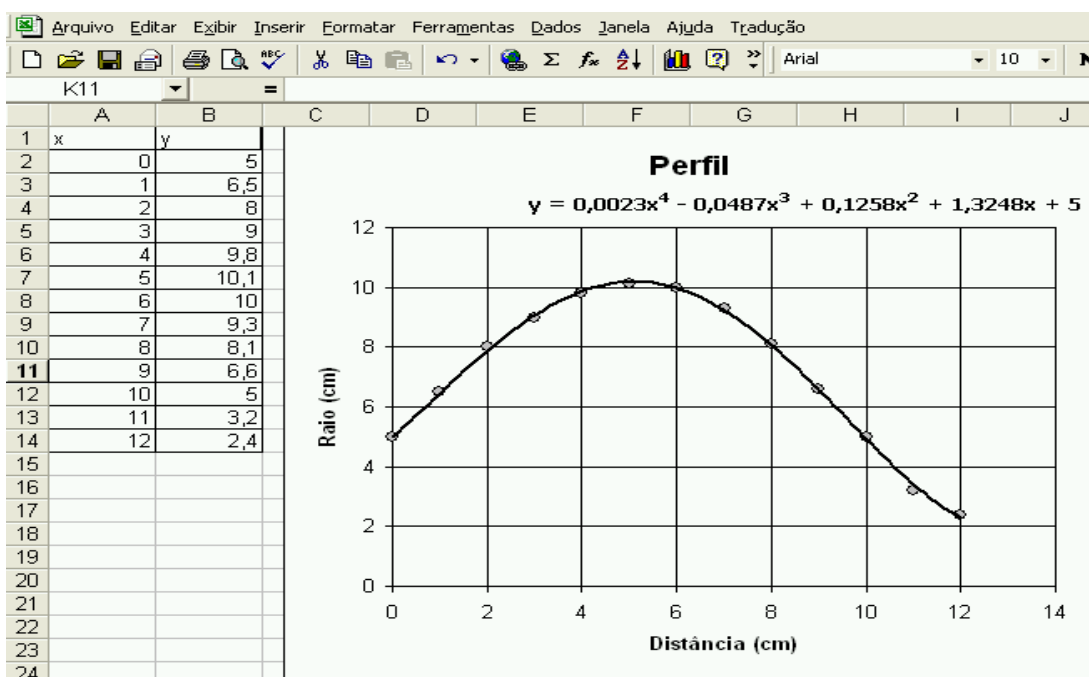 Arquivo Editar Exibir Inserir Formatar Ferramentas Dados Janela Ajuda Tradução
Arial 10 N
K11 =
A B C D E F G H I J
1 x y
2 0 5
3 1 6,5
4 2 8
5 3 9
6 4 9,8
7 5 10,1
8 6 10
9 7 9,3
10 8 8,1
11 9 6,6
12 10 5
13 11 3,2
14 12 2,4
15
16
17
18
19
20
21
22
23
24
Perfil
y = 0,0023x⁴ - 0,0487x³ + 0,1258x² + 1,3248x + 5
12
10
8
6
4
2
0
Raio (cm)
0 2 4 6 8 10 12 14
Distância (cm)